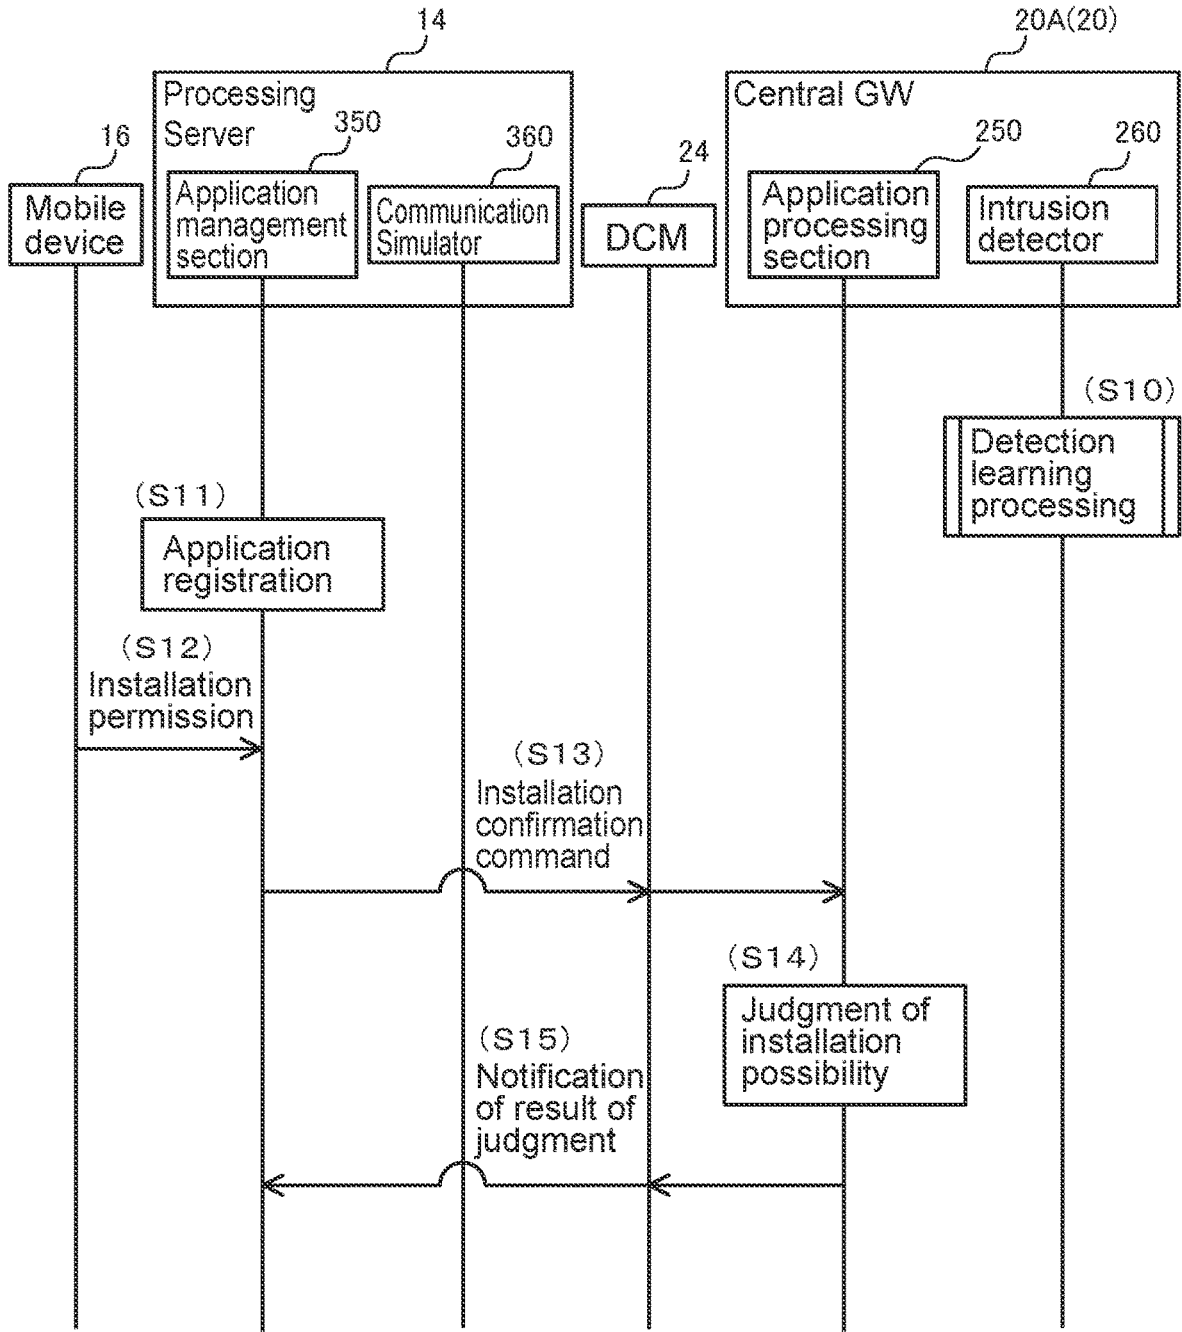 14
20A(20)
Processing
Server
Central GW
16
350
360
24
250
260
Mobile
device
Application
management
section
Communication
Simulator
DCM
Application
processing
section
Intrusion
detector
(S10)
Detection
learning
processing
(S11)
Application
registration
(S12)
Installation
permission
(S13)
Installation
confirmation
command
(S14)
Judgment of
installation
possibility
(S15)
Notification
of result of
judgment